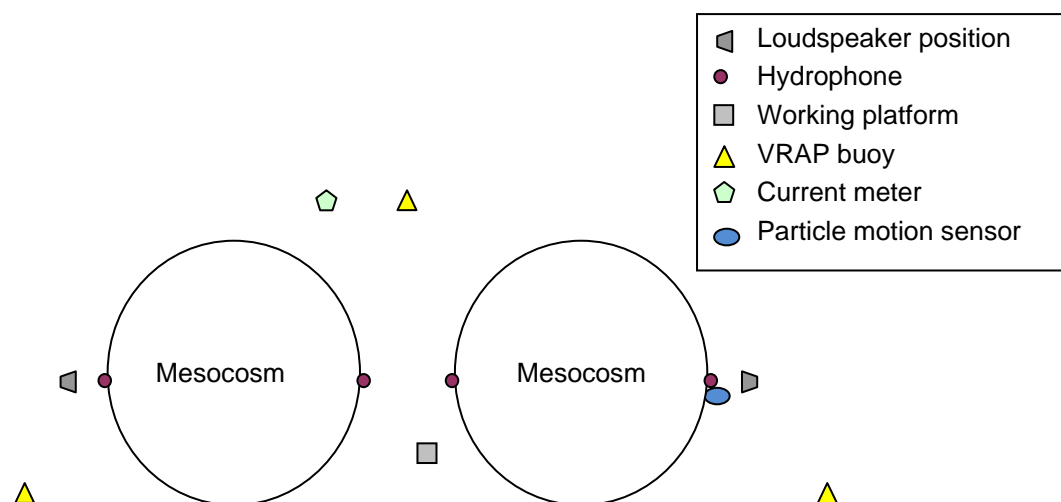 Loudspeaker position
Hydrophone
Working platform
VRAP buoy
Current meter
Particle motion sensor
Mesocosm
Mesocosm